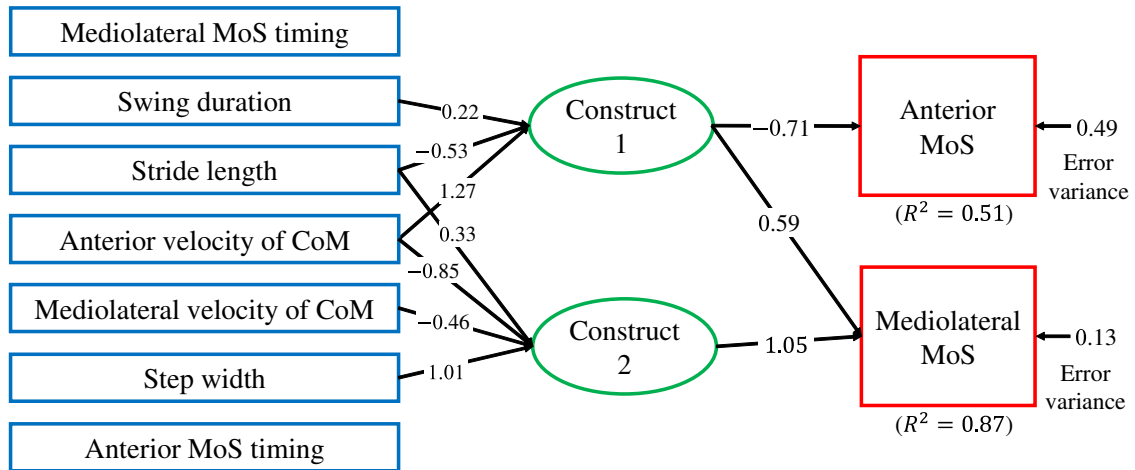 Mediolateral MoS timing
Swing duration
Stride length
Anterior velocity of CoM
Mediolateral velocity of CoM
Step width
Anterior MoS timing
0.22
−0.53
1.27
0.33
−0.85
−0.46
1.01
Construct
1
Construct
2
−0.71
0.59
1.05
Anterior
MoS
(R² = 0.51)
0.49
Error
variance
Mediolateral
MoS
(R² = 0.87)
0.13
Error
variance